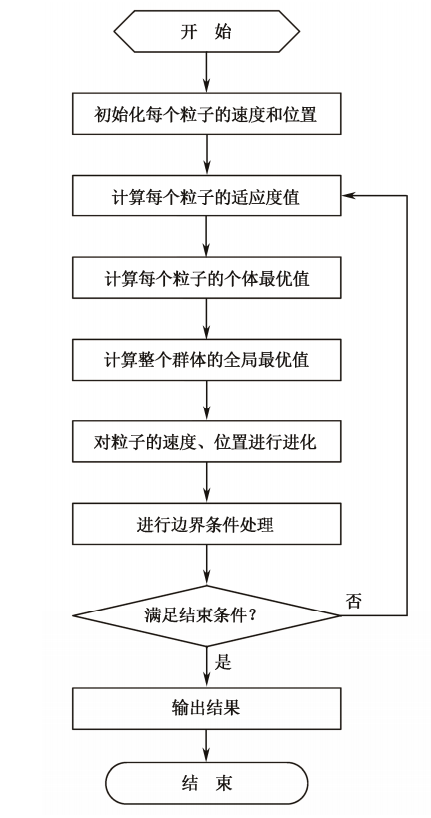 开 始
初始化每个粒子的速度和位置
计算每个粒子的适应度值
计算每个粒子的个体最优值
计算整个群体的全局最优值
对粒子的速度、位置进行进化
进行边界条件处理
满足结束条件？
否
是
输出结果
结 束